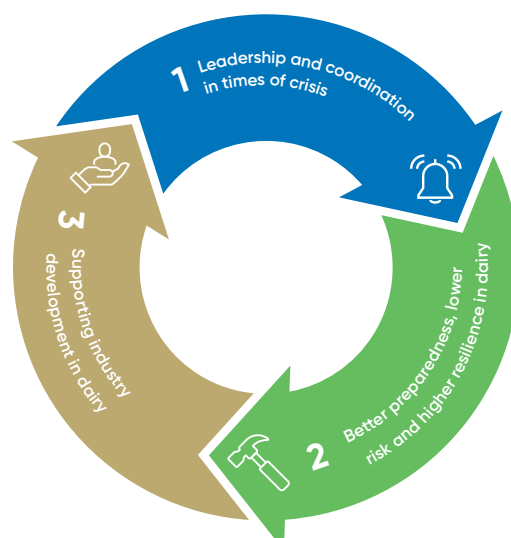 1
Leadership and coordination
in times of crisis
2
Better preparedness, lower
risk and higher resilience in dairy
3
Supporting industry
development in dairy